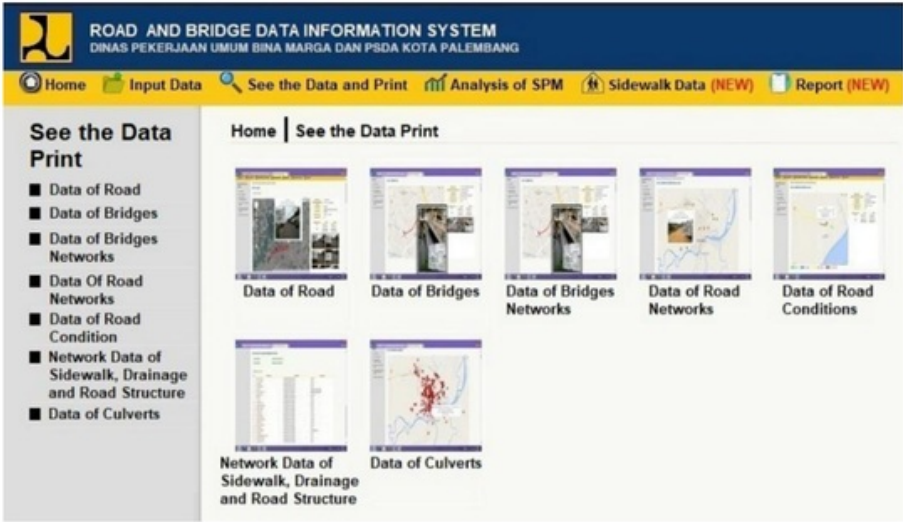 ROAD AND BRIDGE DATA INFORMATION SYSTEM
DINAS PEKERJAAN UMUM BINA MARGA DAN PSDA KOTA PALEMBANG
Home Input Data See the Data and Print Analysis of SPM Sidewalk Data (NEW) Report (NEW)
See the Data
Print
Data of Road
Data of Bridges
Data of Bridges
Networks
Data Of Road
Networks
Data of Road
Condition
Network Data of
Sidewalk, Drainage
and Road Structure
Data of Culverts
Home | See the Data Print
Data of Road
Data of Bridges
Data of Bridges
Networks
Data of Road
Networks
Data of Road
Conditions
Network Data of
Sidewalk, Drainage
and Road Structure
Data of Culverts